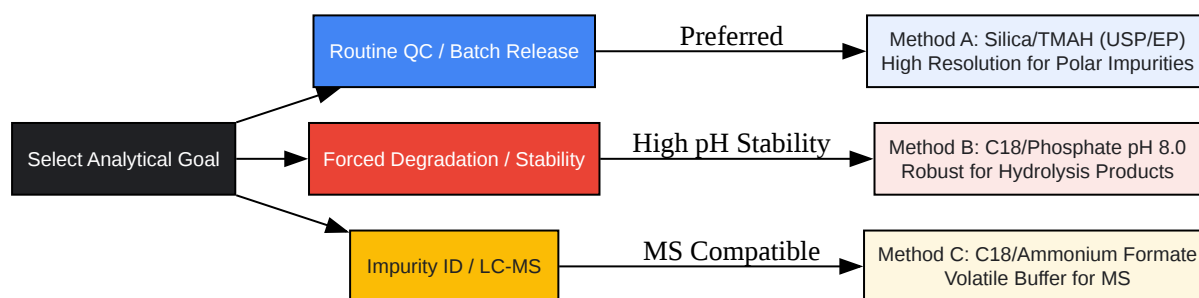 Routine QC / Batch Release
Preferred
Method A: Silica/TMAH (USP/EP)
High Resolution for Polar Impurities
Select Analytical Goal
Forced Degradation / Stability
High pH Stability
Method B: C18/Phosphate pH 8.0
Robust for Hydrolysis Products
Impurity ID / LC-MS
MS Compatible
Method C: C18/Ammonium Formate
Volatile Buffer for MS